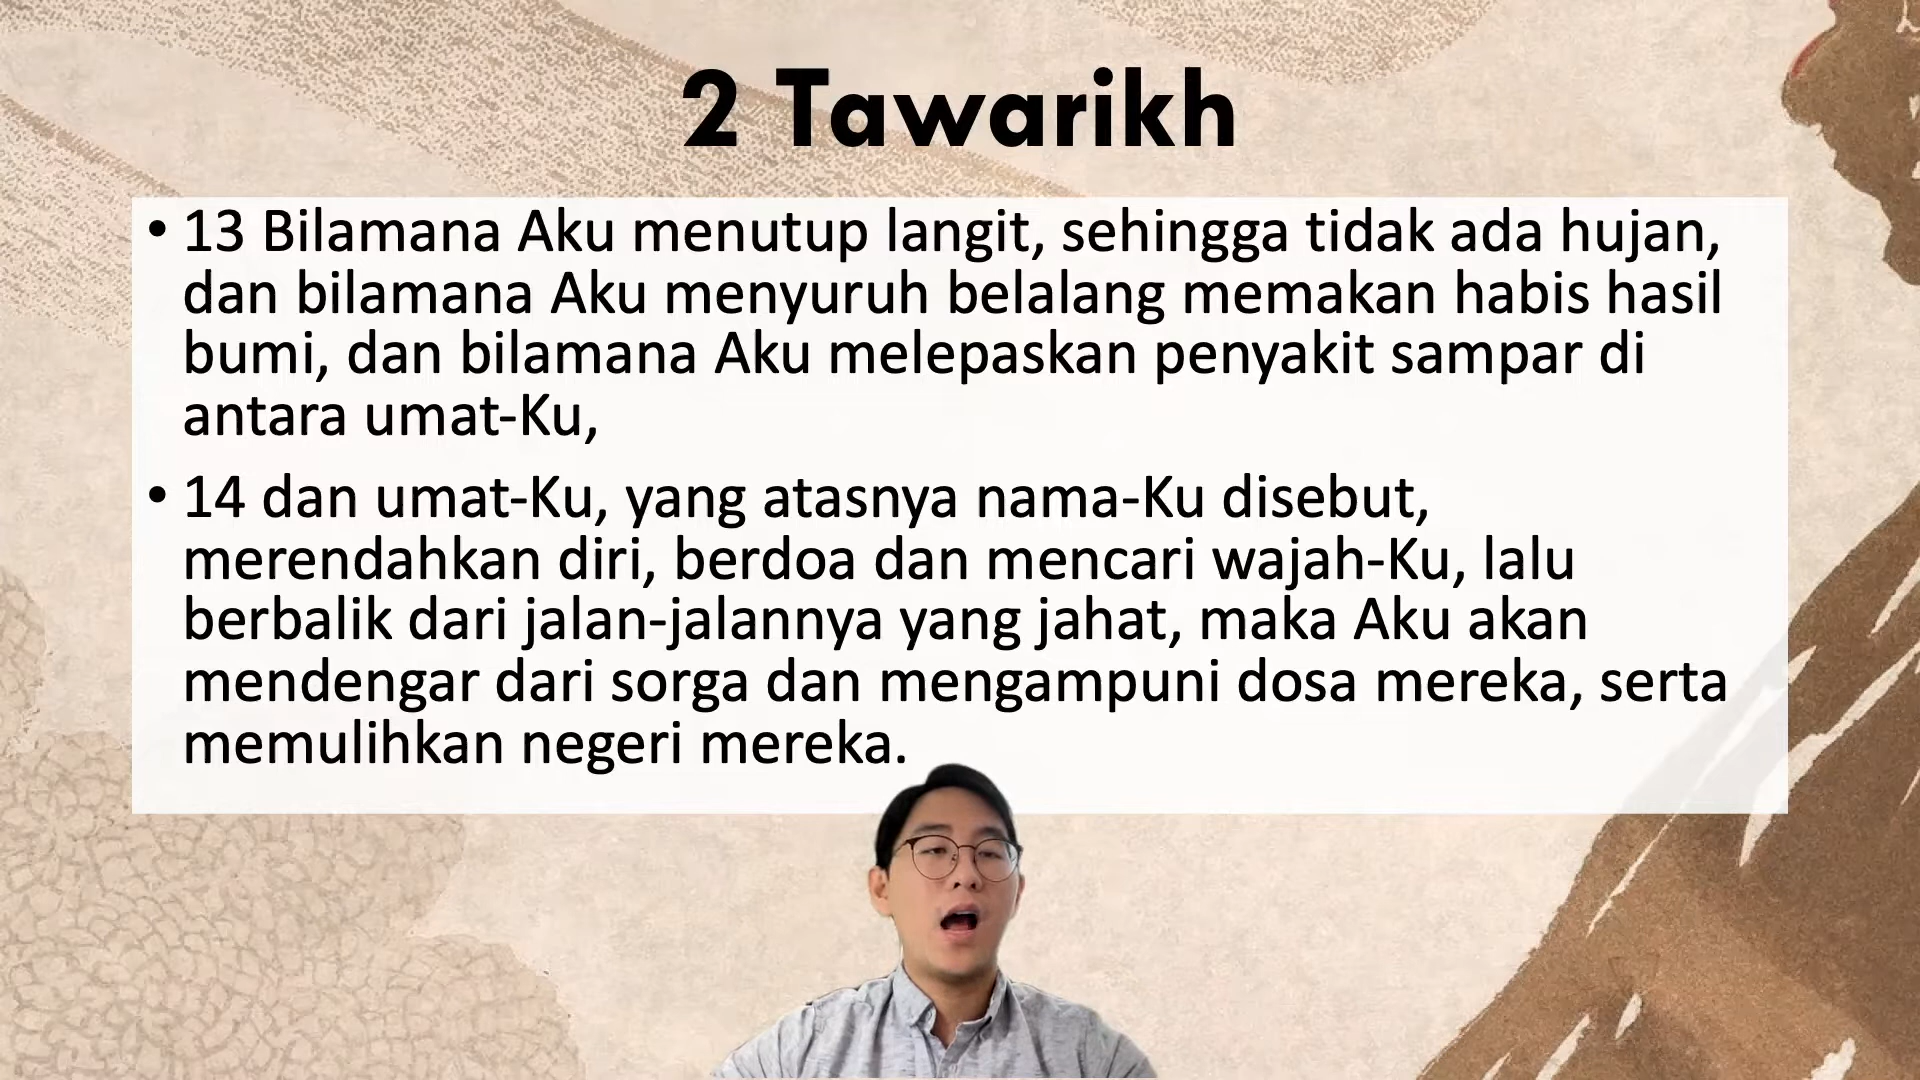 2 Tawarikh
• 13 Bilamana Aku menutup langit, sehingga tidak ada hujan,
dan bilamana Aku menyuruh belalang memakan habis hasil
bumi, dan bilamana Aku melepaskan penyakit sampar di
antara umat-Ku,
• 14 dan umat-Ku, yang atasnya nama-Ku disebut,
merendahkan diri, berdoa dan mencari wajah-Ku, lalu
berbalik dari jalan-jalannya yang jahat, maka Aku akan
mendengar dari sorga dan mengampuni dosa mereka, serta
memulihkan negeri mereka.